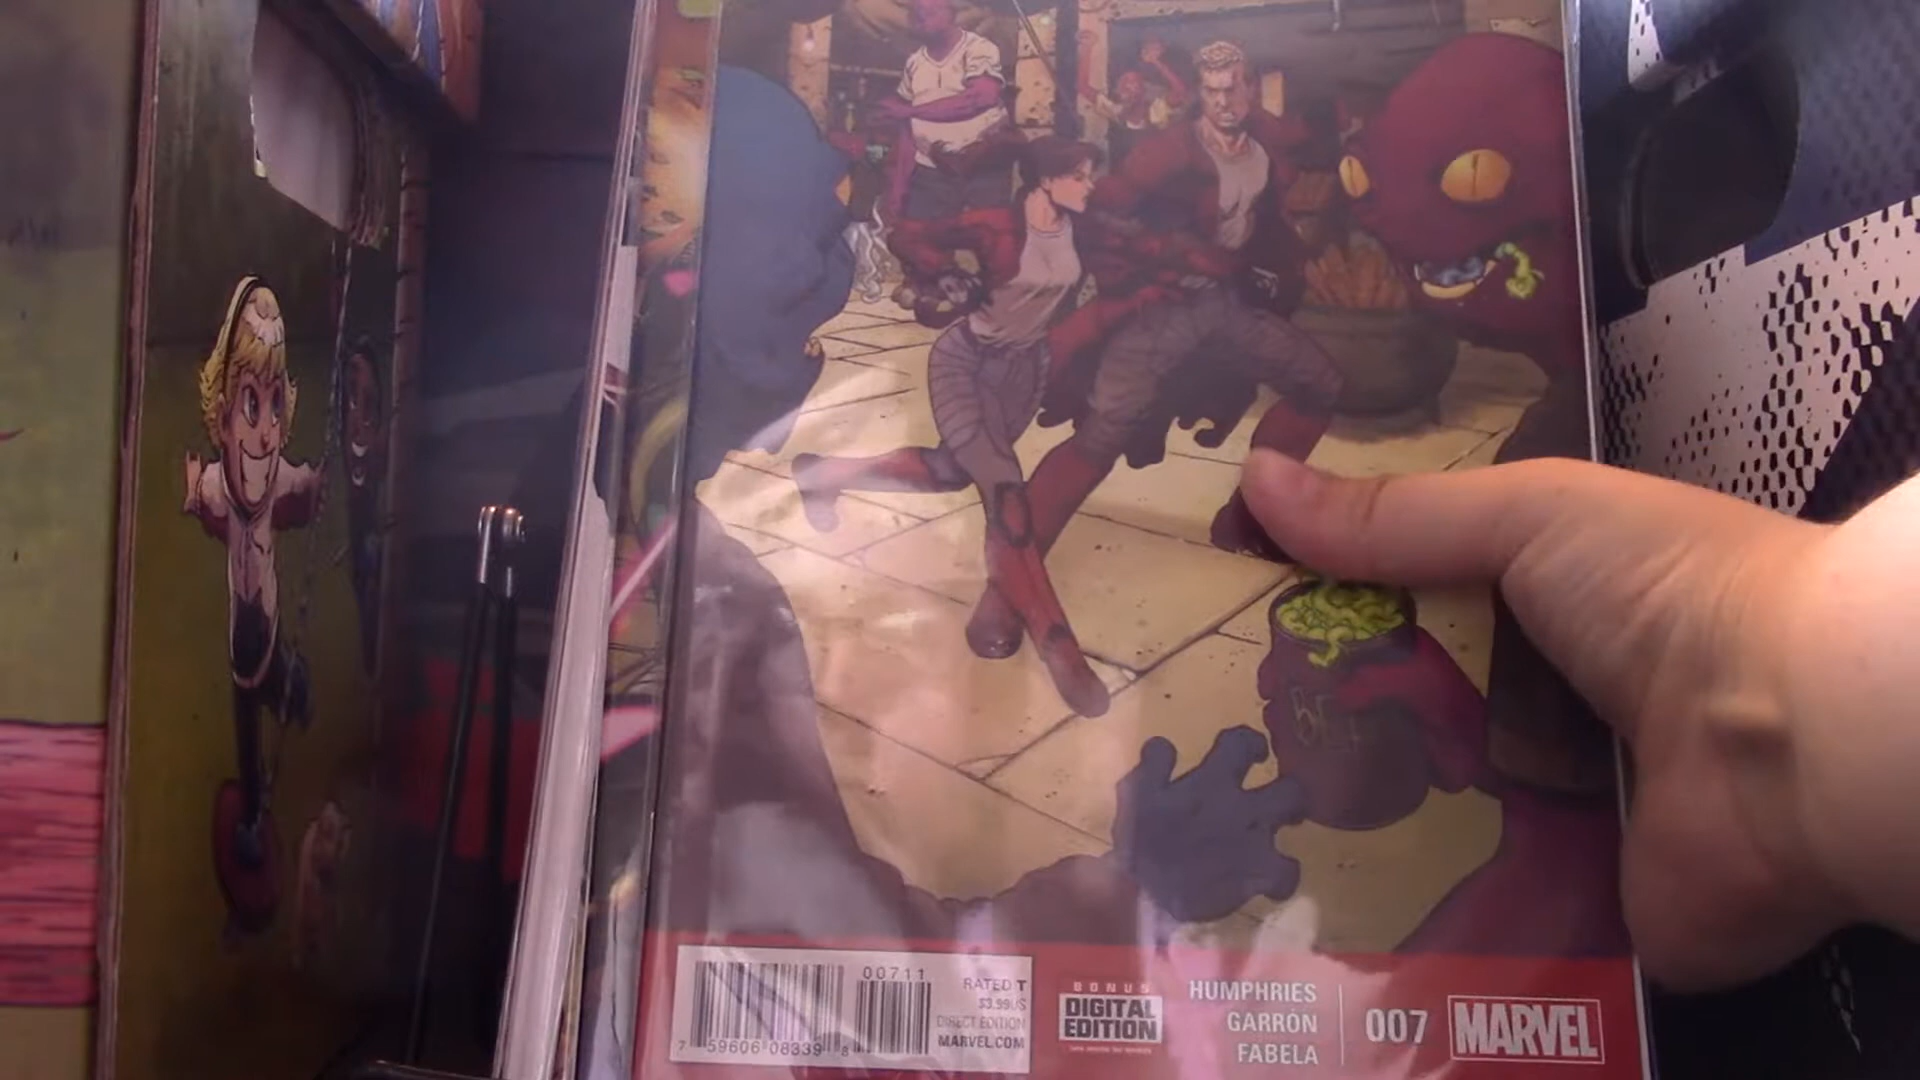 00711
RATED T
$3.99US
DIRECT EDITION
MARVEL.COM
7 59606 08339 8
BONUS
DIGITAL
EDITION
HUMPHRIES
GARRÓN
FABELA
007
MARVEL